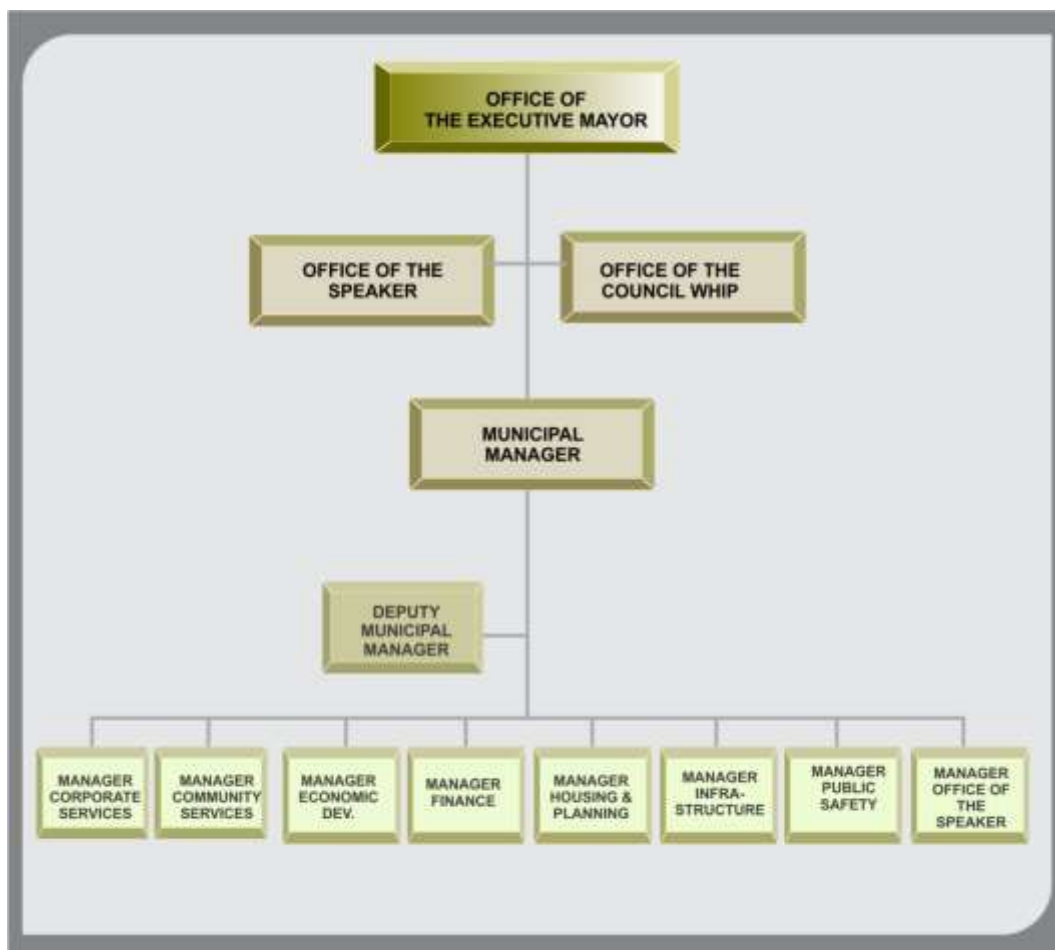 OFFICE OF
THE EXECUTIVE MAYOR
OFFICE OF THE
SPEAKER
OFFICE OF THE
COUNCIL WHIP
MUNICIPAL
MANAGER
DEPUTY
MUNICIPAL
MANAGER
MANAGER
CORPORATE
SERVICES
MANAGER
COMMUNITY
SERVICES
MANAGER
ECONOMIC
DEV.
MANAGER
FINANCE
MANAGER
HOUSING &
PLANNING
MANAGER
INFRA-
STRUCTURE
MANAGER
PUBLIC
SAFETY
MANAGER
OFFICE OF
THE
SPEAKER